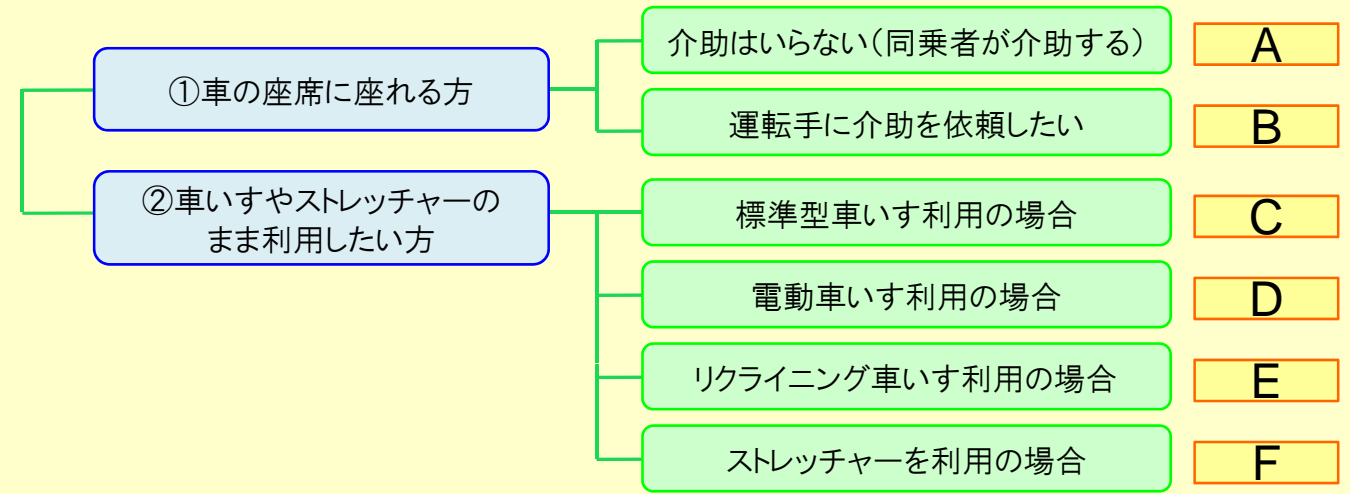 ①車の座席に座れる方
介助はいらない(同乗者が介助する)
A
運転手に介助を依頼したい
B
②車いすやストレッチャーの
まま利用したい方
標準型車いす利用の場合
C
電動車いす利用の場合
D
リクライニング車いす利用の場合
E
ストレッチャーを利用の場合
F